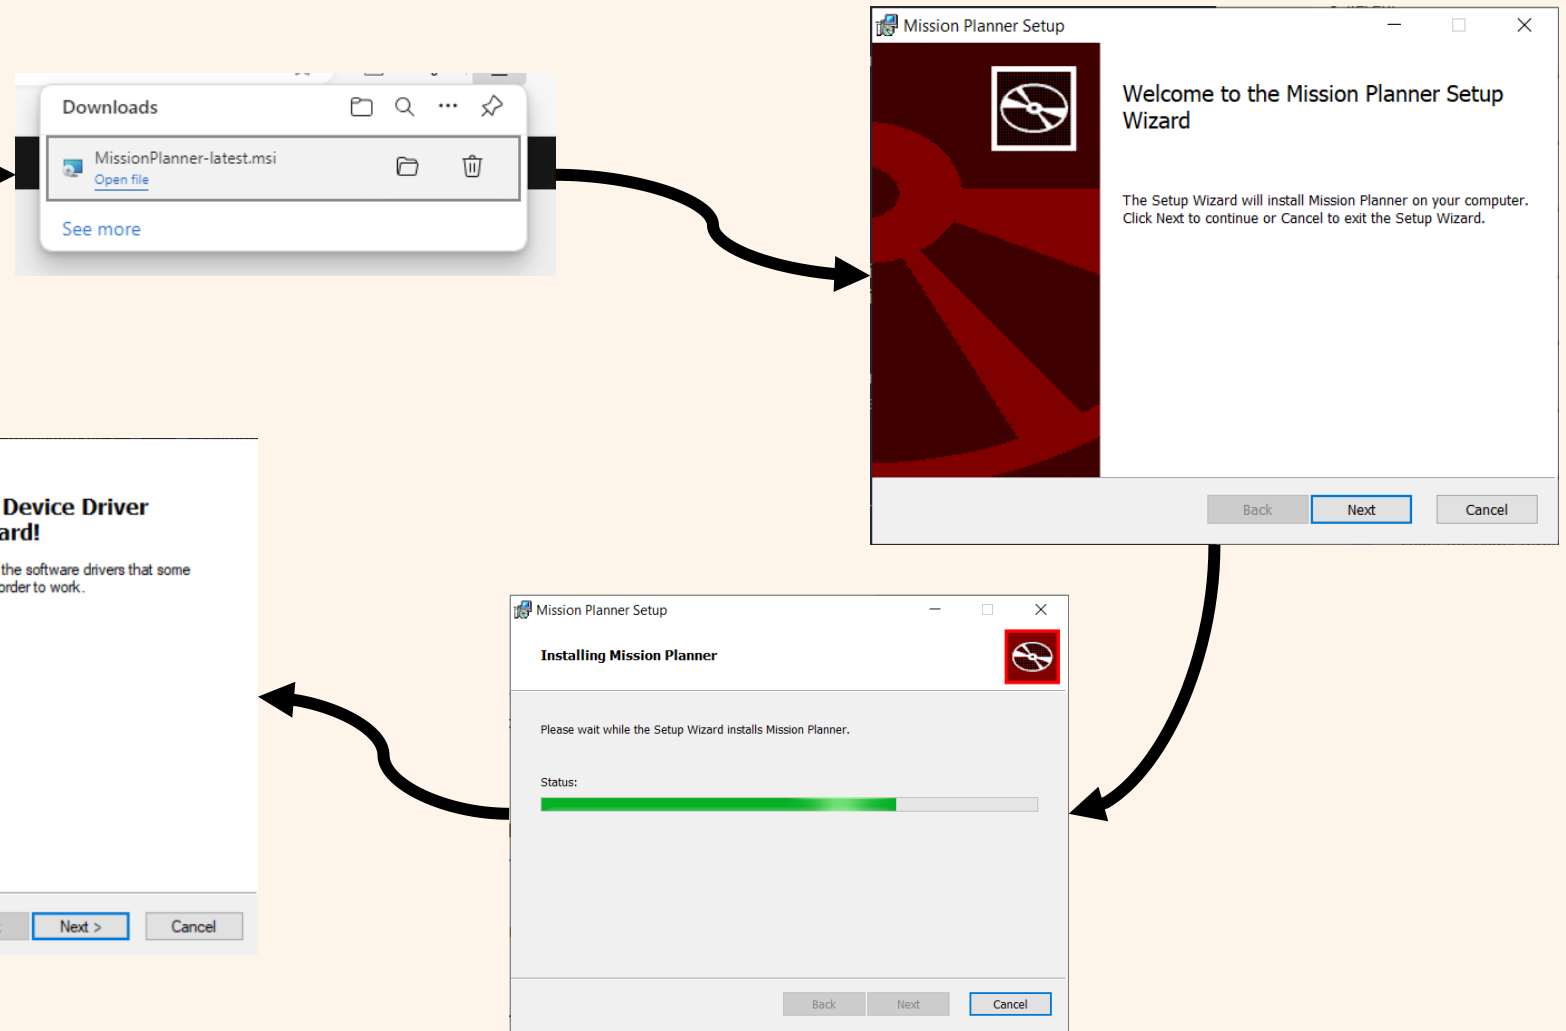 Downloads
MissionPlanner-latest.msi
Open file
See more
Mission Planner Setup
Welcome to the Mission Planner Setup
Wizard
The Setup Wizard will install Mission Planner on your computer.
Click Next to continue or Cancel to exit the Setup Wizard.
Back
Next
Cancel
Mission Planner Setup
Installing Mission Planner
Please wait while the Setup Wizard installs Mission Planner.
Status:
Back
Next
Cancel
Device Driver
ard!
the software drivers that some
order to work.
Next >
Cancel